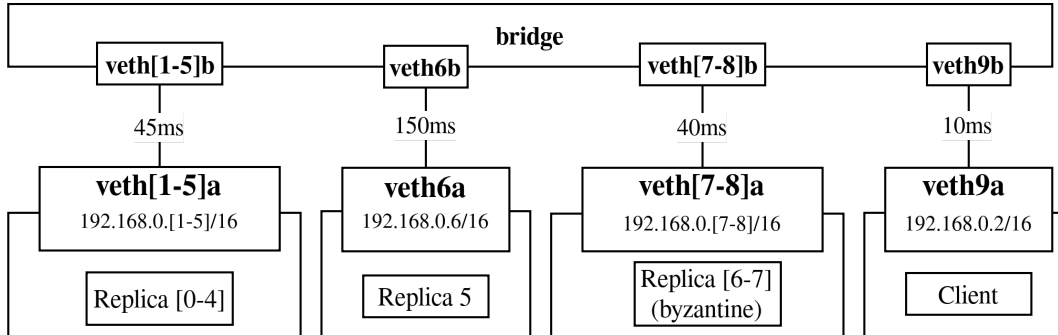 bridge
veth[1-5]b
veth6b
veth[7-8]b
veth9b
45ms
150ms
40ms
10ms
veth[1-5]a
192.168.0.[1-5]/16
veth6a
192.168.0.6/16
veth[7-8]a
192.168.0.[7-8]/16
veth9a
192.168.0.2/16
Replica [0-4]
Replica 5
Replica [6-7]
(byzantine)
Client